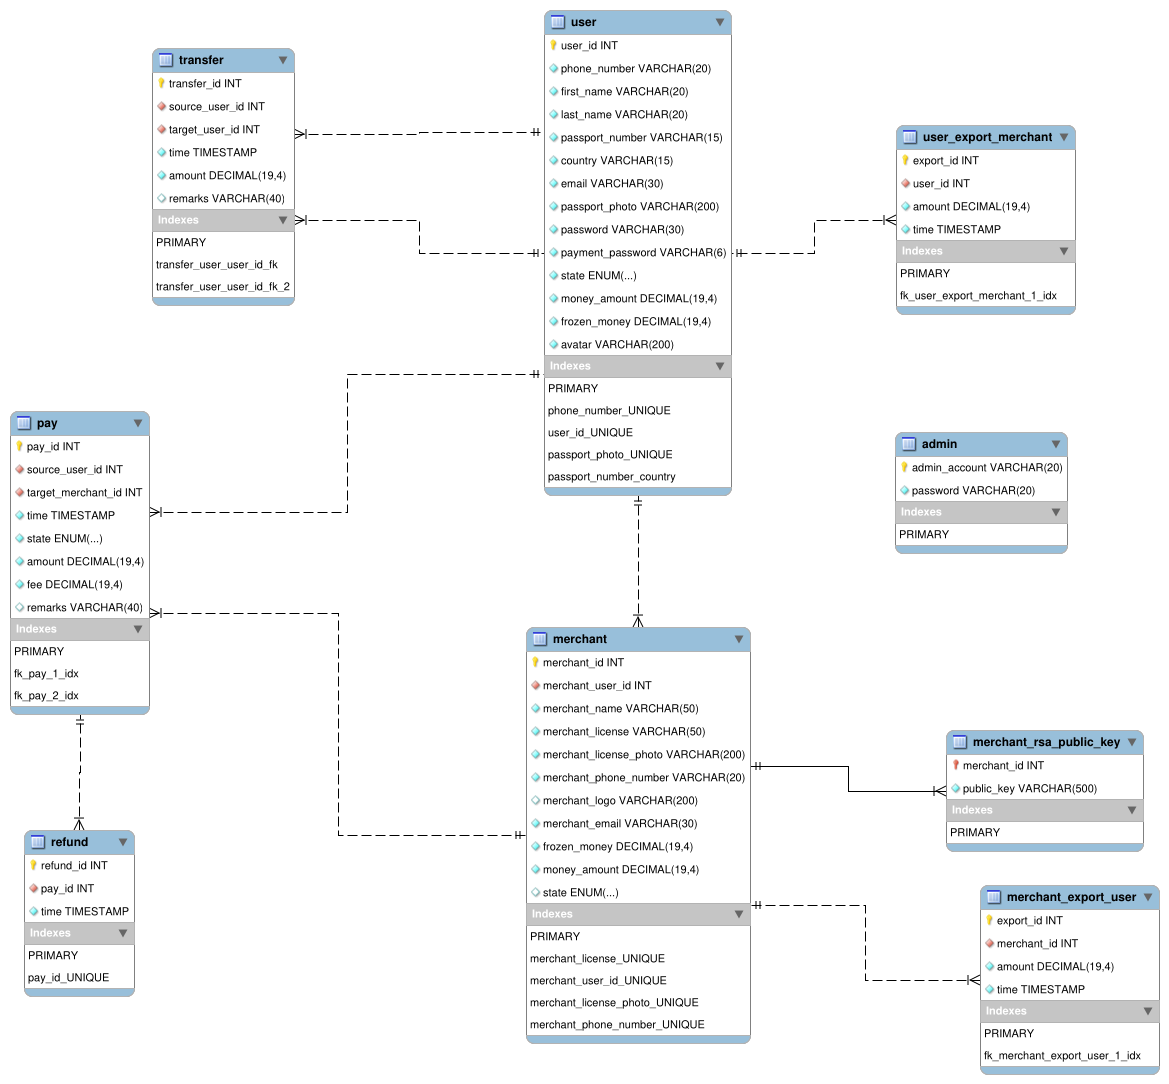 user
user_id INT
phone_number VARCHAR(20)
first_name VARCHAR(20)
last_name VARCHAR(20)
passport_number VARCHAR(15)
country VARCHAR(15)
email VARCHAR(30)
passport_photo VARCHAR(200)
password VARCHAR(30)
payment_password VARCHAR(6)
state ENUM(...)
money_amount DECIMAL(19,4)
frozen_money DECIMAL(19,4)
avatar VARCHAR(200)
Indexes
PRIMARY
phone_number_UNIQUE
user_id_UNIQUE
passport_photo_UNIQUE
passport_number_country
transfer
transfer_id INT
source_user_id INT
target_user_id INT
time TIMESTAMP
amount DECIMAL(19,4)
remarks VARCHAR(40)
Indexes
PRIMARY
transfer_user_user_id_fk
transfer_user_user_id_fk_2
user_export_merchant
export_id INT
user_id INT
amount DECIMAL(19,4)
time TIMESTAMP
Indexes
PRIMARY
fk_user_export_merchant_1_idx
pay
pay_id INT
source_user_id INT
target_merchant_id INT
time TIMESTAMP
state ENUM(...)
amount DECIMAL(19,4)
fee DECIMAL(19,4)
remarks VARCHAR(40)
Indexes
PRIMARY
fk_pay_1_idx
fk_pay_2_idx
admin
admin_account VARCHAR(20)
password VARCHAR(20)
Indexes
PRIMARY
merchant
merchant_id INT
merchant_user_id INT
merchant_name VARCHAR(50)
merchant_license VARCHAR(50)
merchant_license_photo VARCHAR(200)
merchant_phone_number VARCHAR(20)
merchant_logo VARCHAR(200)
merchant_email VARCHAR(30)
frozen_money DECIMAL(19,4)
money_amount DECIMAL(19,4)
state ENUM(...)
Indexes
PRIMARY
merchant_license_UNIQUE
merchant_user_id_UNIQUE
merchant_license_photo_UNIQUE
merchant_phone_number_UNIQUE
merchant_rsa_public_key
merchant_id INT
public_key VARCHAR(500)
Indexes
PRIMARY
refund
refund_id INT
pay_id INT
time TIMESTAMP
Indexes
PRIMARY
pay_id_UNIQUE
merchant_export_user
export_id INT
merchant_id INT
amount DECIMAL(19,4)
time TIMESTAMP
Indexes
PRIMARY
fk_merchant_export_user_1_idx